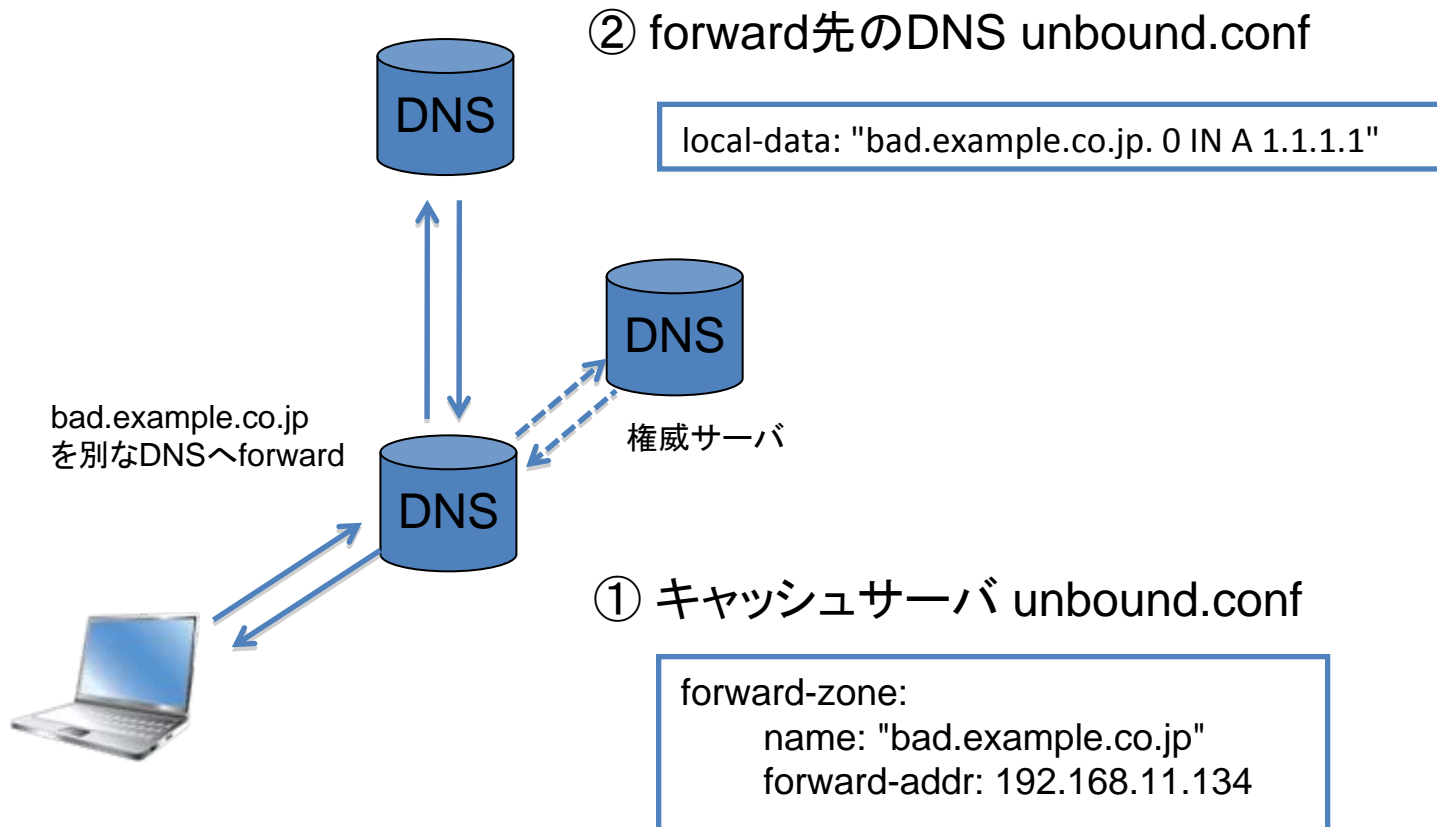 ② forward先のDNS unbound.conf
DNS
local-data: "bad.example.co.jp. 0 IN A 1.1.1.1"
DNS
権威サーバ
bad.example.co.jp
を別なDNSへforward
DNS
① キャッシュサーバ unbound.conf
forward-zone:
name: "bad.example.co.jp"
forward-addr: 192.168.11.134